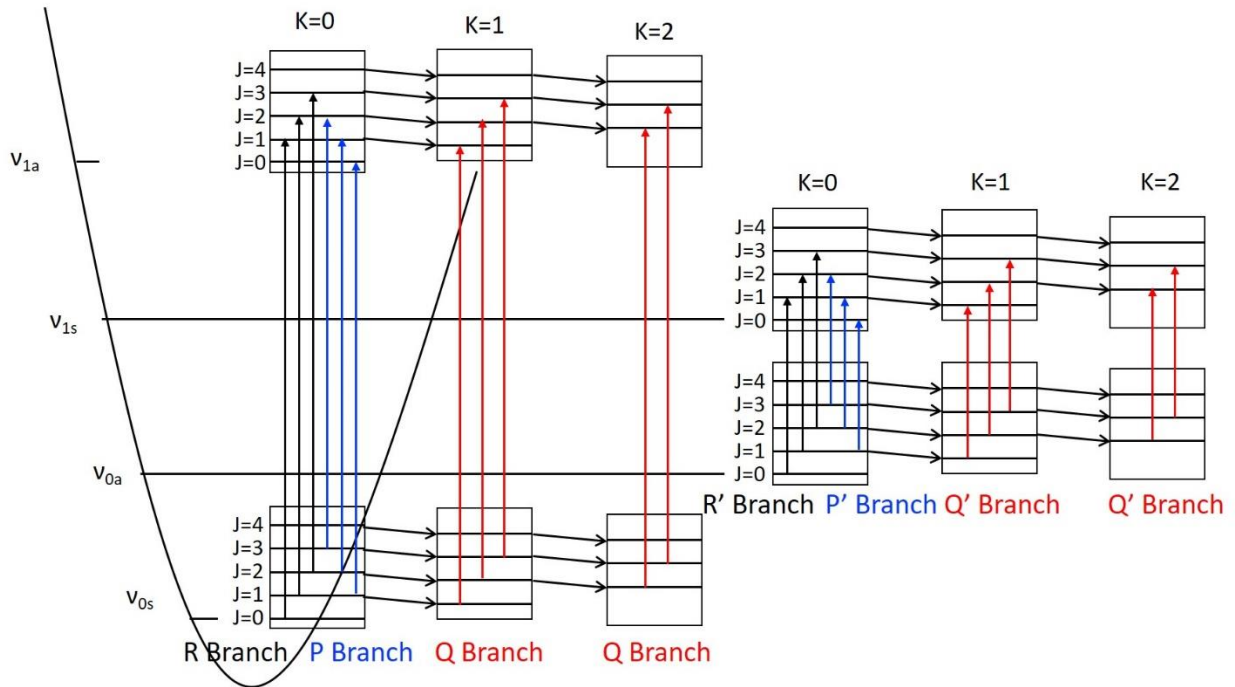 K=0 K=1 K=2
J=4
J=3
J=2
J=1
J=0
ν1a
K=0 K=1 K=2
J=4
J=3
J=2
J=1
J=0
ν1s
J=4
J=3
J=2
J=1
J=0
ν0a
R’ Branch P’ Branch Q’ Branch Q’ Branch
J=4
J=3
J=2
J=1
J=0
ν0s
R Branch P Branch Q Branch Q Branch